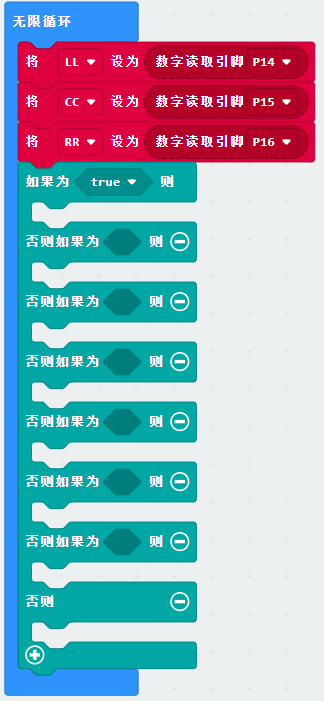 无限循环
将 LL 设为 数字读取引脚 P14
将 CC 设为 数字读取引脚 P15
将 RR 设为 数字读取引脚 P16
如果为 true 则
否则如果为 则
否则如果为 则
否则如果为 则
否则如果为 则
否则如果为 则
否则如果为 则
否则